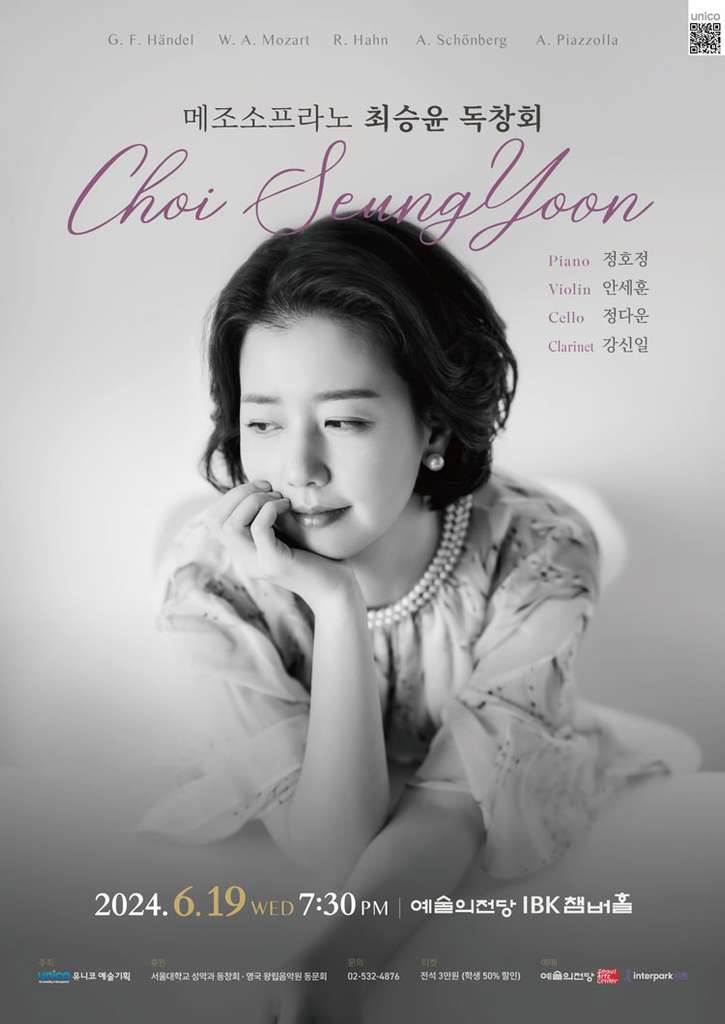 unico
G. F. Händel W. A. Mozart R. Hahn A. Schönberg A. Piazzolla
메조소프라노 최승윤 독창회
Choi SeungYoon
Piano 정호정
Violin 안세훈
Cello 정다운
Clarinet 강신일
2024. 6.19 WED 7:30 PM | 예술의전당 IBK챔버홀
주최 후원 문의 티켓 예매
unico 유니코 예술기획 서울대학교 성악과 동창회 · 영국 왕립음악원 동문회 02-532-4876 전석 3만원 (학생 50% 할인) 예술의전당 Seoul Arts Center interpark 티켓